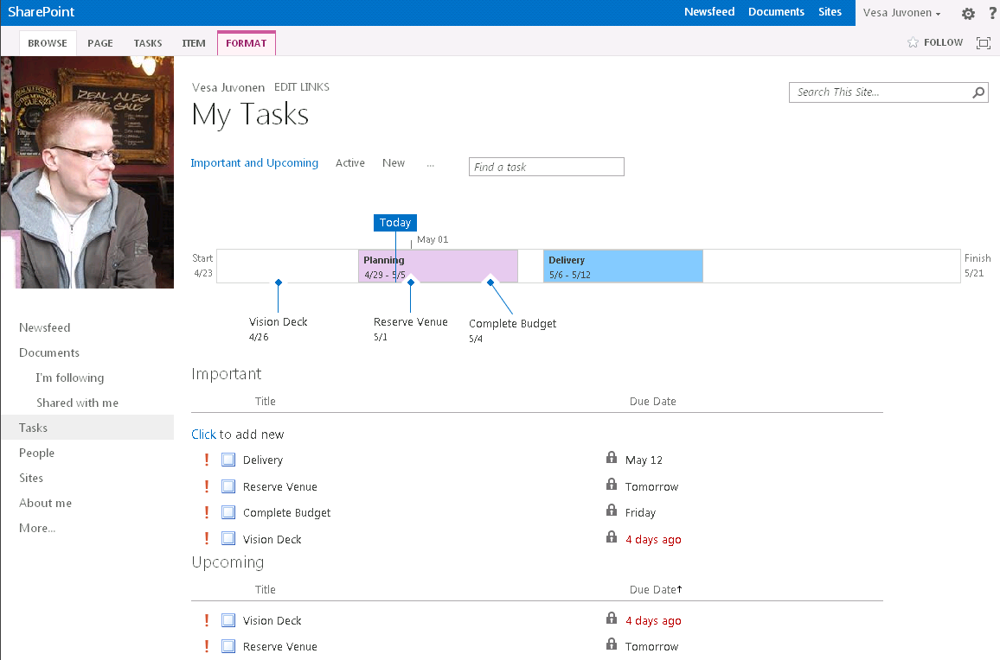 SharePoint
Newsfeed Documents Sites Vesa Juvonen ?
BROWSE PAGE TASKS ITEM FORMAT
FOLLOW
REAL ALES
Vesa Juvonen EDIT LINKS
Search This Site...
My Tasks
Important and Upcoming Active New ...
Find a task
Today
May 01
Start
4/23
Planning
4/29 - 5/5
Delivery
5/6 - 5/12
Finish
5/21
Vision Deck
4/26
Reserve Venue
5/1
Complete Budget
5/4
Newsfeed
Documents
I'm following
Shared with me
Tasks
People
Sites
About me
More...
Important
Title Due Date
Click to add new
! Delivery May 12
! Reserve Venue Tomorrow
! Complete Budget Friday
! Vision Deck 4 days ago
Upcoming
Title Due Date↑
! Vision Deck 4 days ago
! Reserve Venue Tomorrow